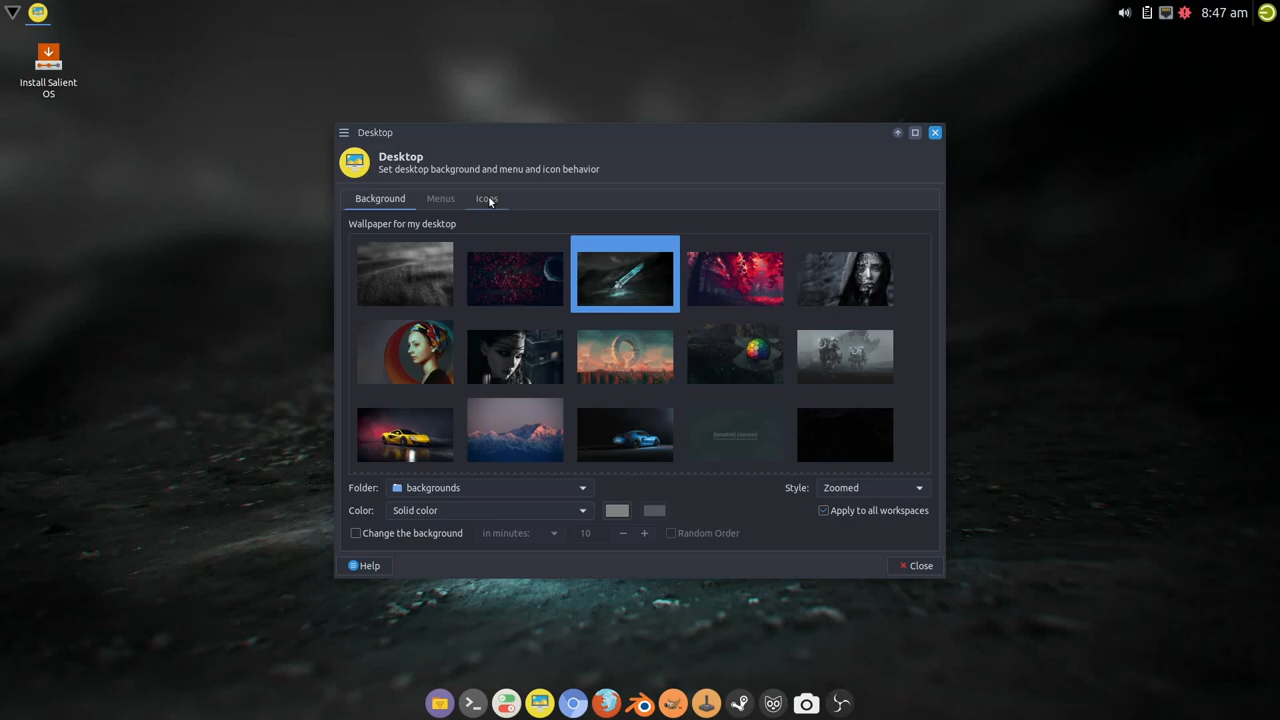 8:47 am
Install Salient
OS
Desktop
Desktop
Set desktop background and menu and icon behavior
Background Menus Icons
Wallpaper for my desktop
Folder: backgrounds Style: Zoomed
Color: Solid color Apply to all workspaces
Change the background in minutes: 10 Random Order
Help Close